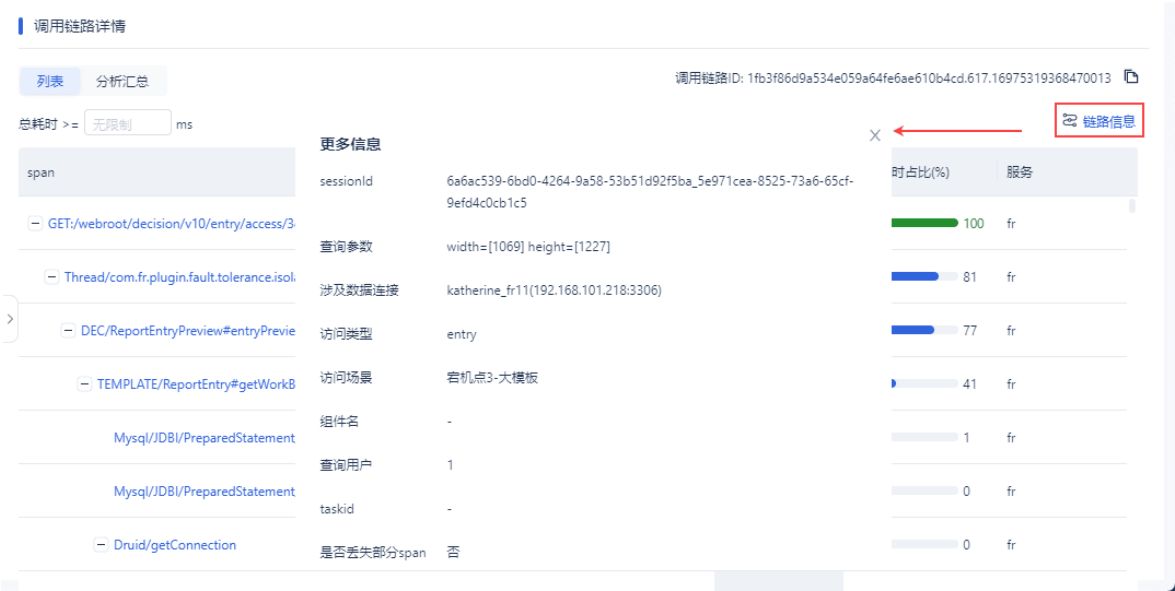 调用链路详情
列表 分析汇总 调用链路ID: 1fb3f86d9a534e059a64fe6ae610b4cd.617.16975319368470013
总耗时 >= 无限制 ms 链路信息
更多信息
span 时占比(%) 服务
sessionId 6a6ac539-6bd0-4264-9a58-53b51d92f5ba_5e971cea-8525-73a6-65cf-
9efd4c0cb1c5
GET:/webroot/decision/v10/entry/access/3 100 fr
查询参数 width=[1069] height=[1227]
Thread/com.fr.plugin.fault.tolerance.isol 81 fr
涉及数据连接 katherine_fr11(192.168.101.218:3306)
DEC/ReportEntryPreview#entryPrevie 77 fr
访问类型 entry
访问场景 宕机点3-大模板
TEMPLATE/ReportEntry#getWorkB 41 fr
组件名 -
Mysql/JDBI/PreparedStatement 1 fr
查询用户 1
Mysql/JDBI/PreparedStatement 0 fr
taskid -
Druid/getConnection 0 fr
是否丢失部分span 否